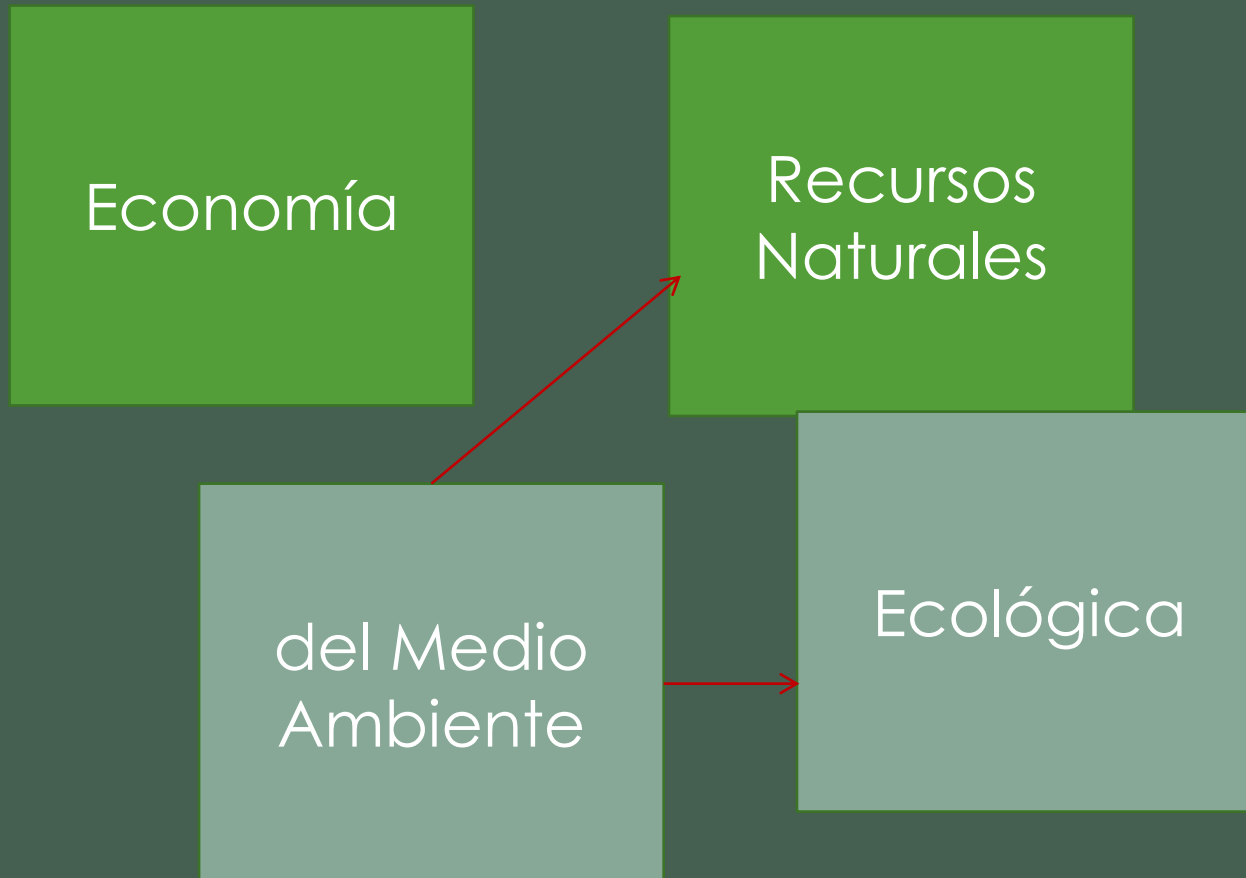 Economía
Recursos
Naturales
del Medio
Ambiente
Ecológica